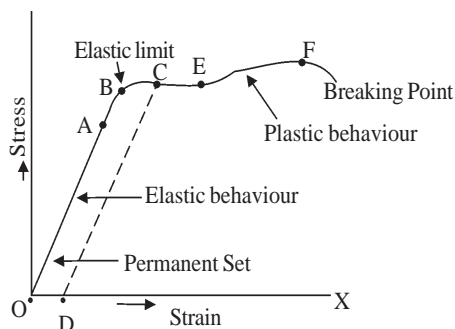 Elastic limit
F
B
C
E
Breaking Point
A
Plastic behaviour
Stress
Elastic behaviour
Permanent Set
O
D
Strain
X